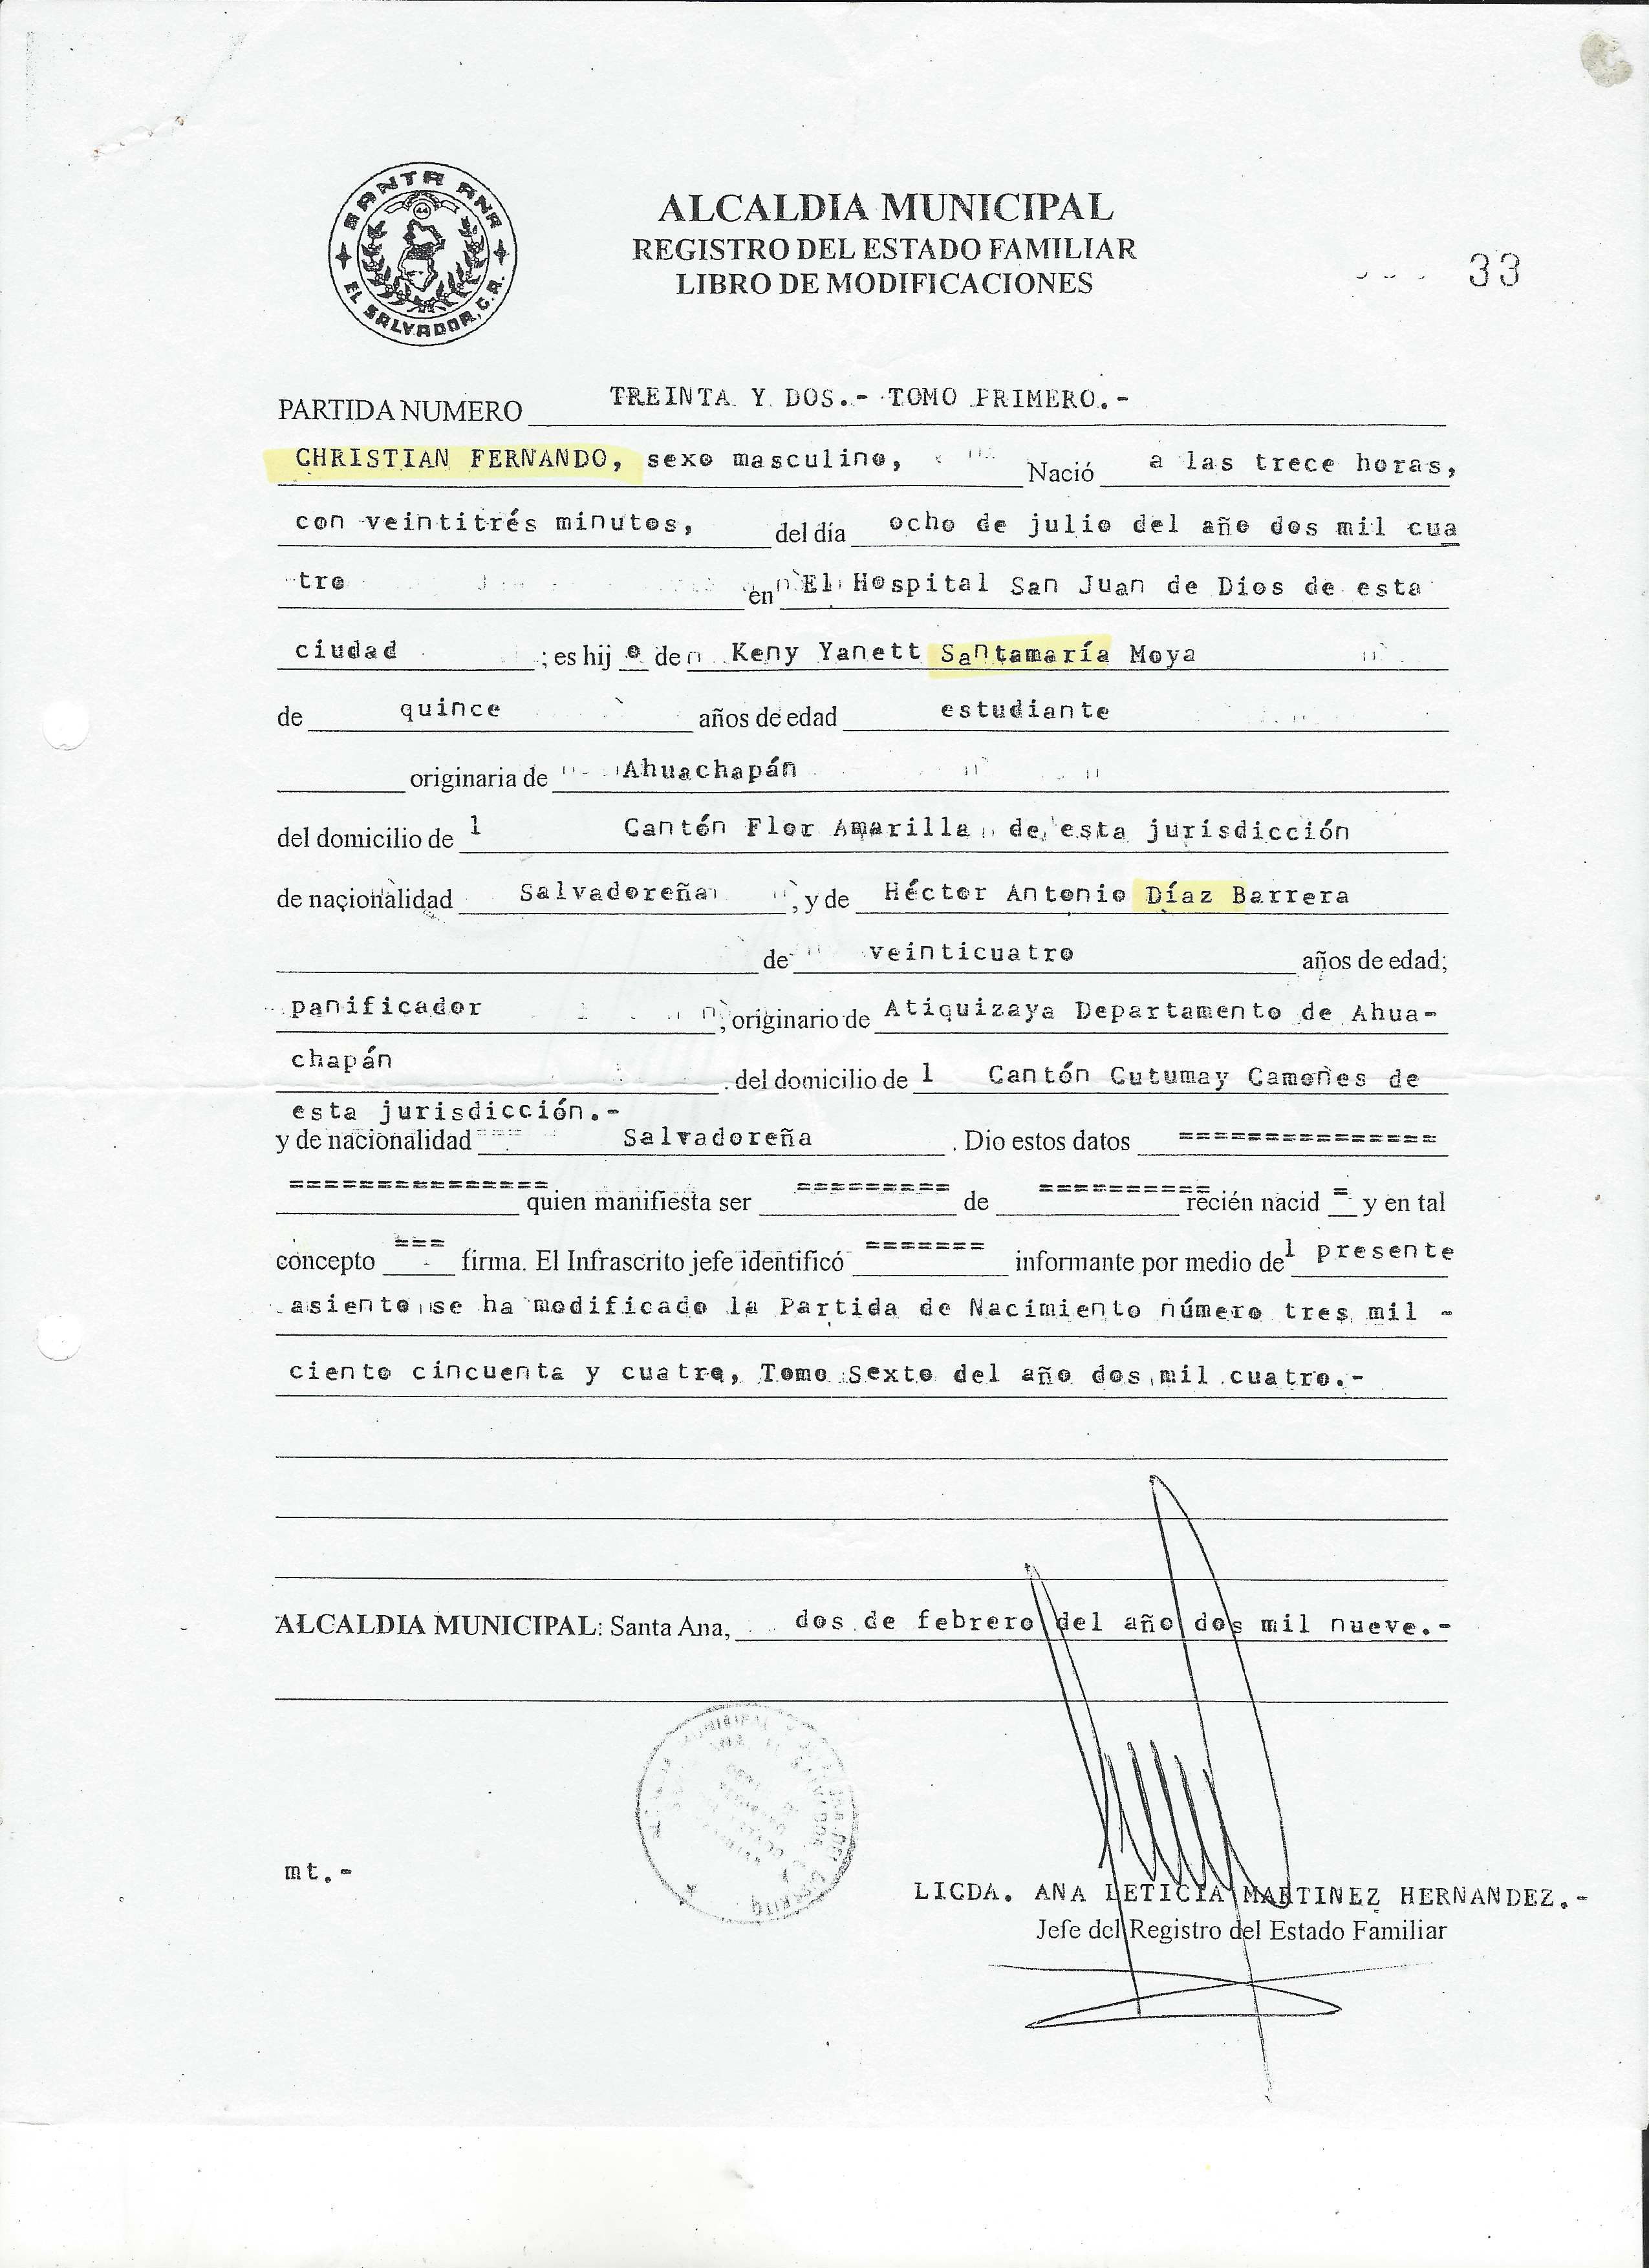 SANTA ANA
EL SALVADOR, C.A.
ALCALDIA MUNICIPAL
REGISTRO DEL ESTADO FAMILIAR
LIBRO DE MODIFICACIONES
33
PARTIDA NUMERO TREINTA Y DOS.- TOMO PRIMERO.-
CHRISTIAN FERNANDO, sexo masculino, Nació a las trece horas,
con veintitrés minutos, del día ocho de julio del año dos mil cua
tro en El Hospital San Juan de Dios de esta
ciudad ; es hij o de Keny Yanett Santamaría Moya
de quince años de edad estudiante
originaria de Ahuachapán
del domicilio de l Cantón Flor Amarilla de esta jurisdicción
de nacionalidad Salvadoreña , y de Héctor Antonio Díaz Barrera
de veinticuatro años de edad;
panificador , originario de Atiquizaya Departamento de Ahua-
chapán . del domicilio de l Cantón Cutumay Camones de
esta jurisdicción.-
y de nacionalidad === Salvadoreña . Dio estos datos ===============
=============== quien manifiesta ser ========= de ========== recién nacid = y en tal
concepto === firma. El Infrascrito jefe identificó ======= informante por medio de l presente
asiento se ha modificado la Partida de Nacimiento número tres mil -
ciento cincuenta y cuatro, Tomo Sexto del año dos mil cuatro.-
ALCALDIA MUNICIPAL: Santa Ana, dos de febrero del año dos mil nueve.-
mt.-
LICDA. ANA LETICIA MARTINEZ HERNANDEZ.-
Jefe del Registro del Estado Familiar